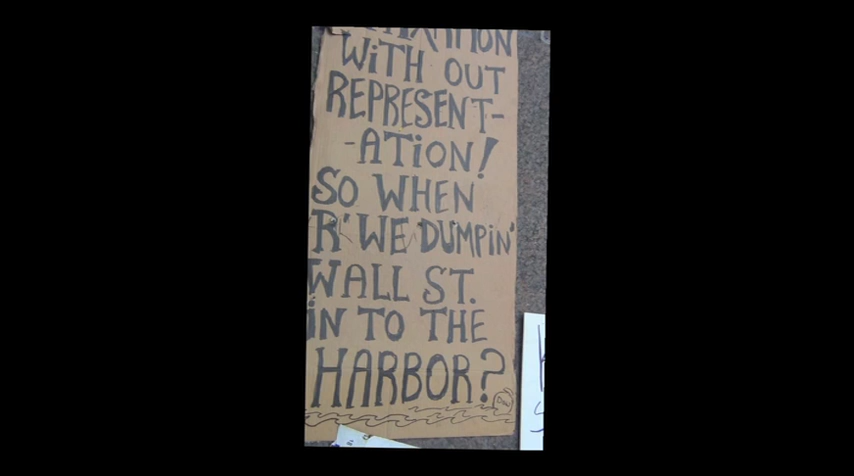 WiTH OUT
REPRESENT-
-ATiON!
SO WHEN
R' WE DUMPiN'
WALL ST.
iN TO THE
HARBOR?